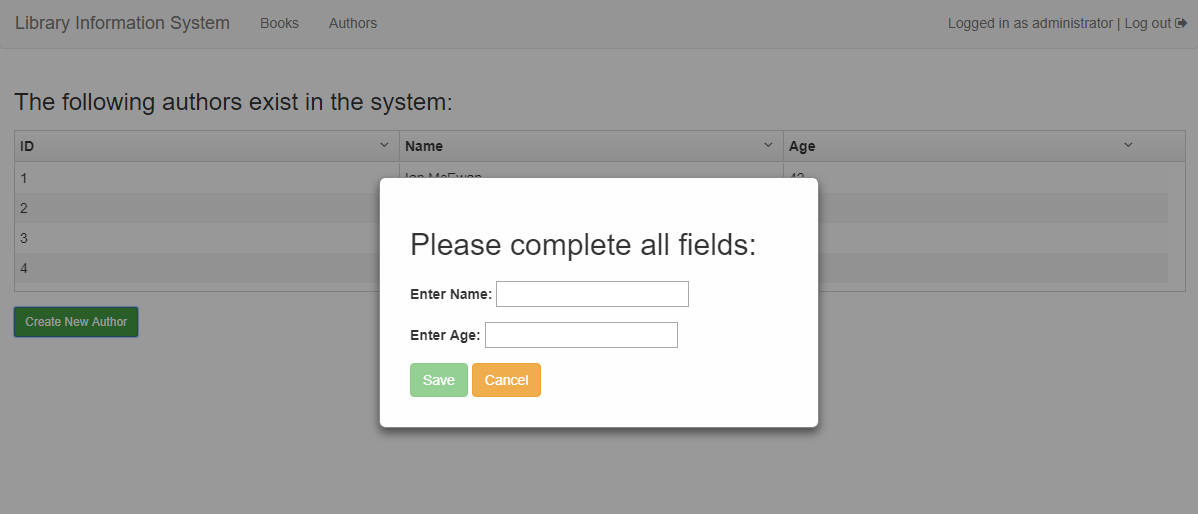 Library Information System Books Authors Logged in as administrator | Log out
The following authors exist in the system:
ID Name Age
1 Ian McEwan 42
2
3
4
Please complete all fields:
Enter Name:
Enter Age:
Save Cancel
Create New Author